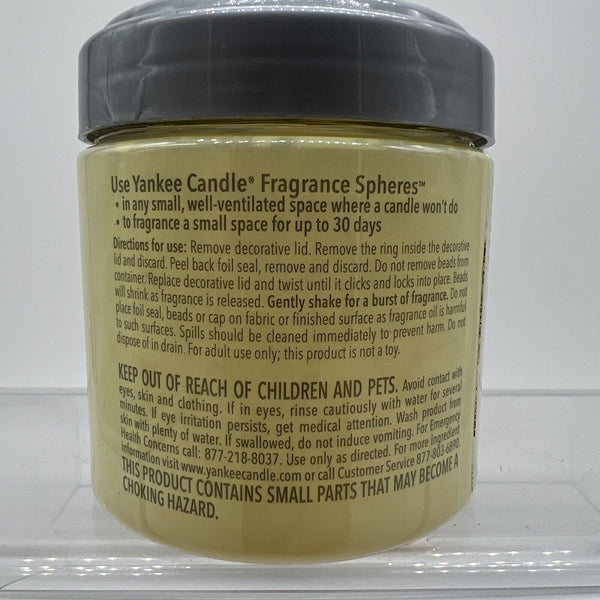 Use Yankee Candle® Fragrance Spheres™
• in any small, well-ventilated space where a candle won't do
• to fragrance a small space for up to 30 days
Directions for use: Remove decorative lid. Remove the ring inside the decorative
lid and discard. Peel back foil seal, remove and discard. Do not remove beads from
container. Replace decorative lid and twist until it clicks and locks into place. Beads
will shrink as fragrance is released. Gently shake for a burst of fragrance. Do not
place foil seal, beads or cap on fabric or finished surface as fragrance oil is harmful
to such surfaces. Spills should be cleaned immediately to prevent harm. Do not
dispose of in drain. For adult use only; this product is not a toy.
KEEP OUT OF REACH OF CHILDREN AND PETS. Avoid contact with
eyes, skin and clothing. If in eyes, rinse cautiously with water for several
minutes. If eye irritation persists, get medical attention. Wash product from
skin with plenty of water. If swallowed, do not induce vomiting. For Emergency
Health Concerns call: 877-218-8037. Use only as directed. For more ingredient
information visit www.yankeecandle.com or call Customer Service 877-803-6890.
THIS PRODUCT CONTAINS SMALL PARTS THAT MAY BECOME A
CHOKING HAZARD.